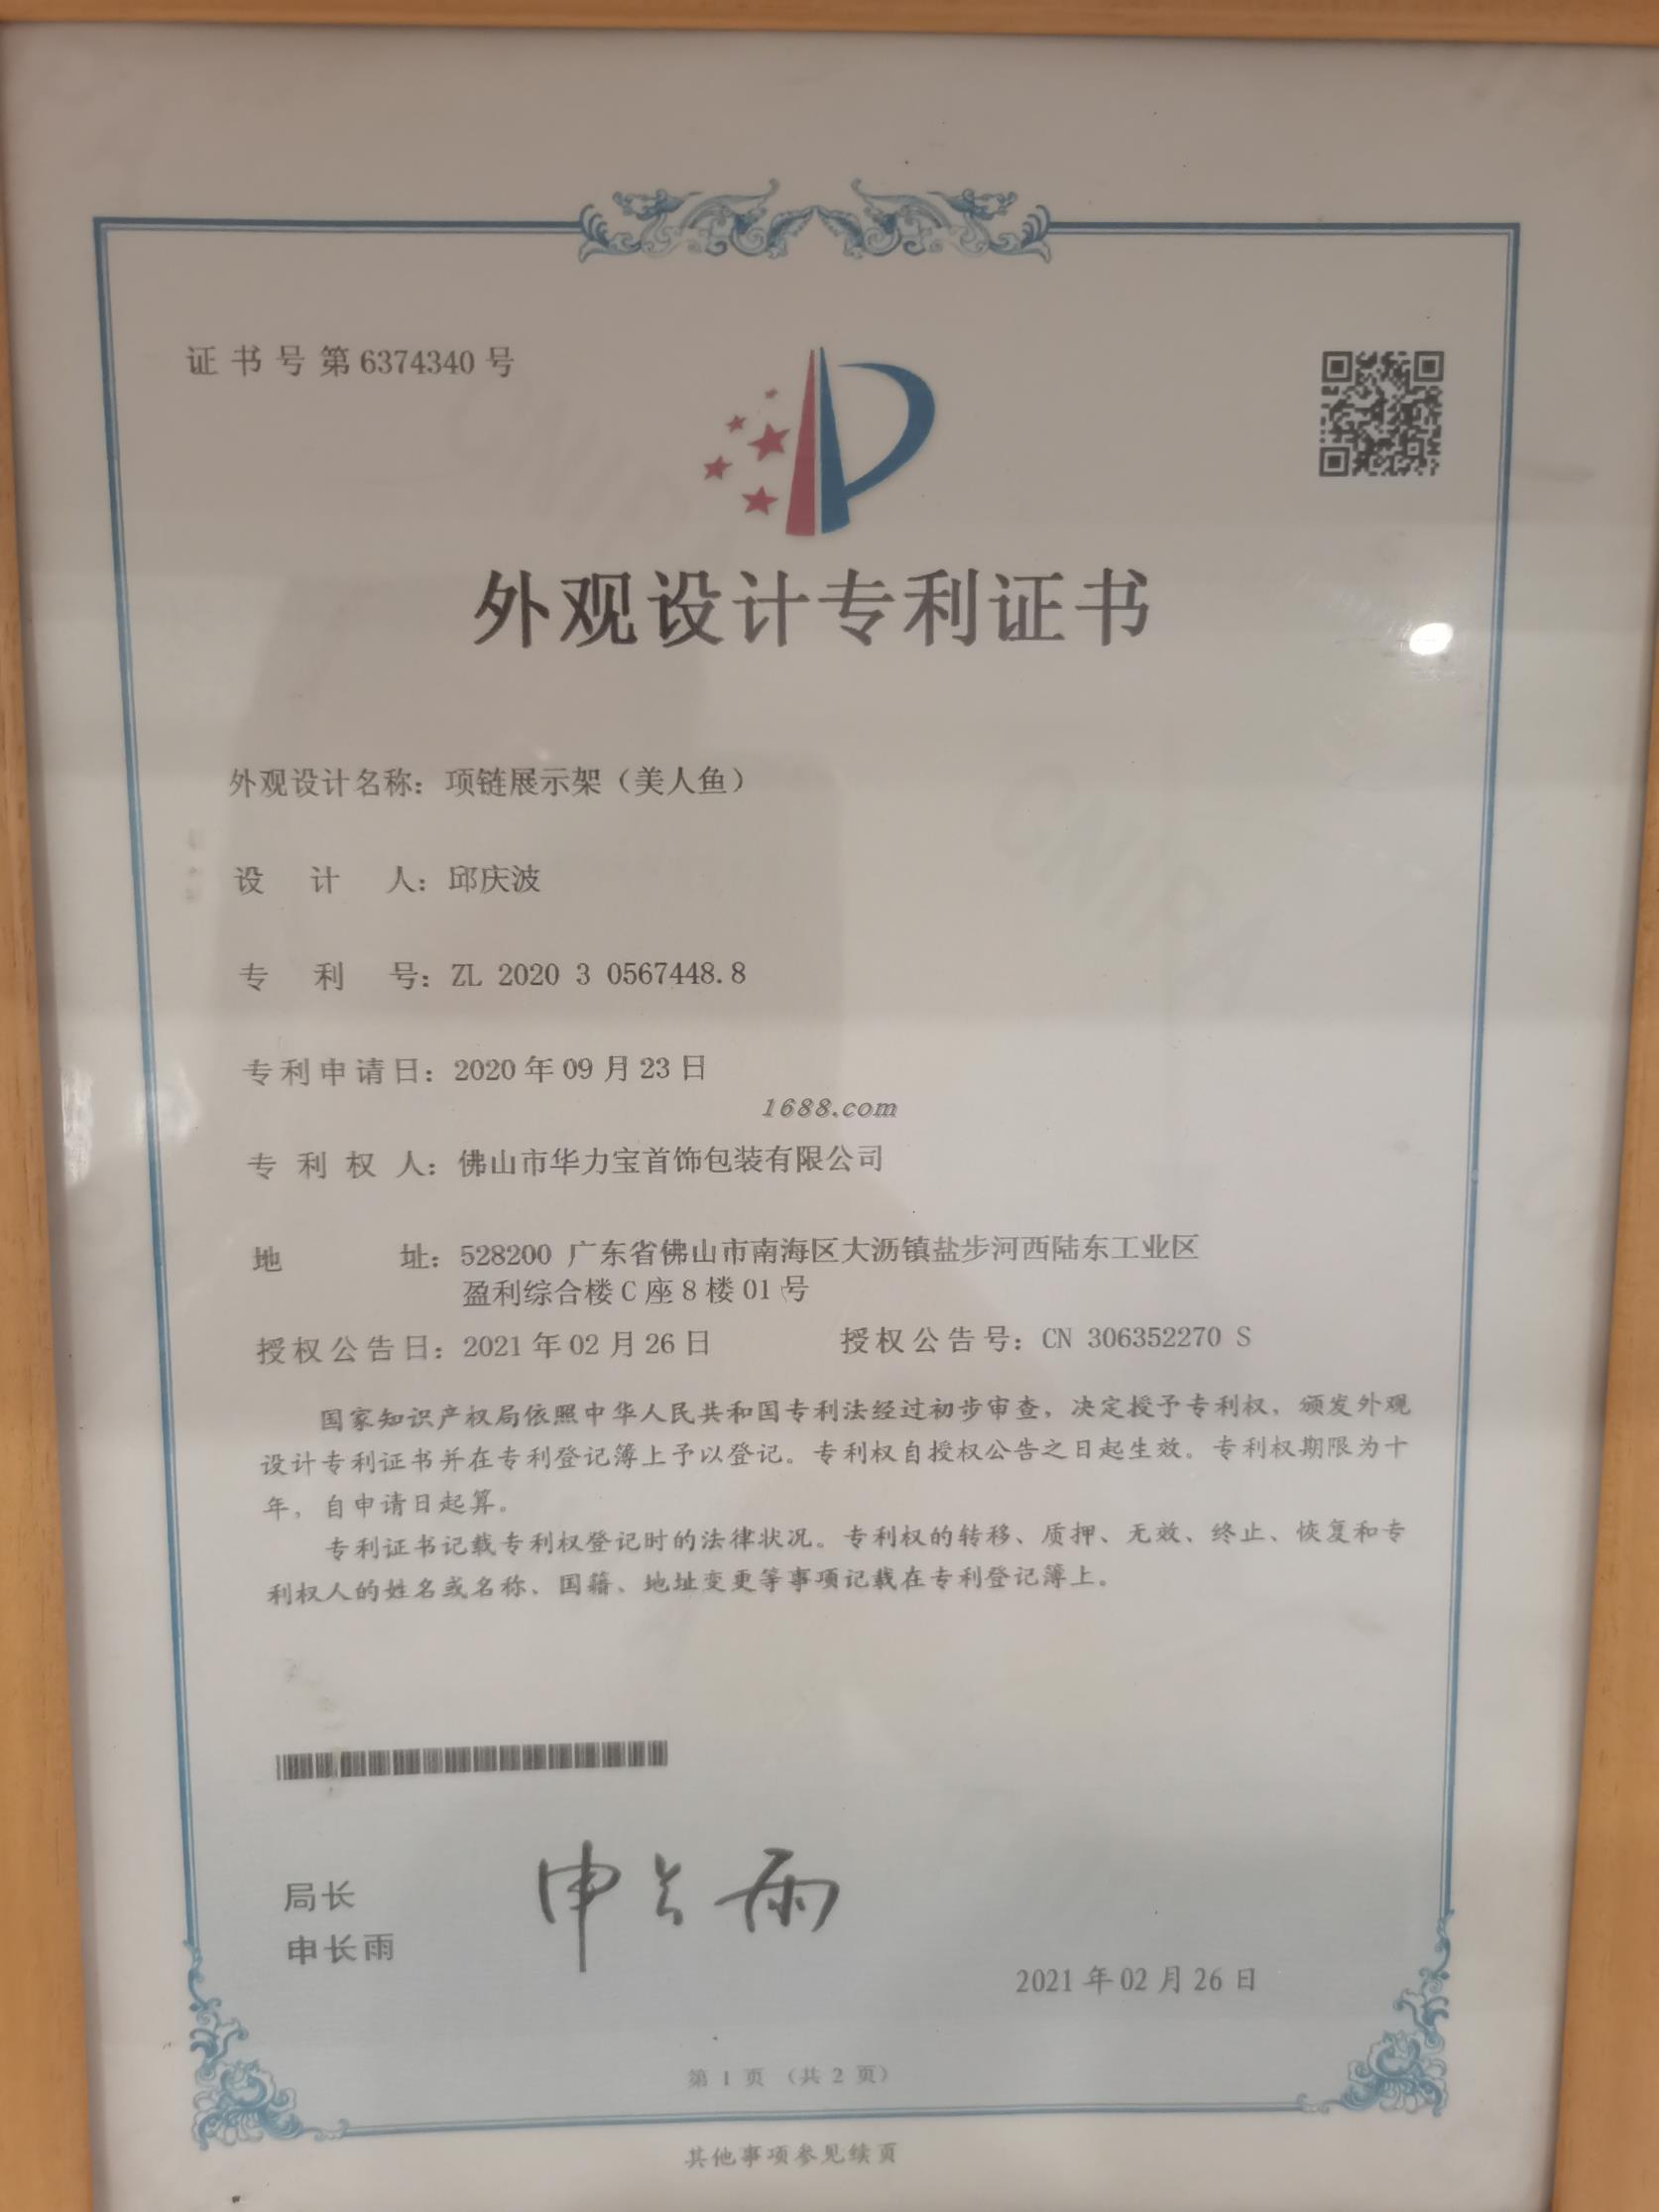 证书号第6374340号
外观设计专利证书
外观设计名称：项链展示架（美人鱼）
设计人：邱庆波
专利号：ZL 2020 3 0567448.8
专利申请日：2020年09月23日
1688.com
专利权人：佛山市华力宝首饰包装有限公司
地址：528200 广东省佛山市南海区大沥镇盐步河西陆东工业区
盈利综合楼C座8楼01号
授权公告日：2021年02月26日 授权公告号：CN 306352270 S
国家知识产权局依照中华人民共和国专利法经过初步审查，决定授予专利权，颁发外观
设计专利证书并在专利登记簿上予以登记。专利权自授权公告之日起生效。专利权期限为十
年，自申请日起算。
专利证书记载专利权登记时的法律状况。专利权的转移、质押、无效、终止、恢复和专
利权人的姓名或名称、国籍、地址变更等事项记载在专利登记簿上。
局长
申长雨
申长雨
2021年02月26日
第 1 页 （共 2 页）
其他事项参见续页
CNIPA